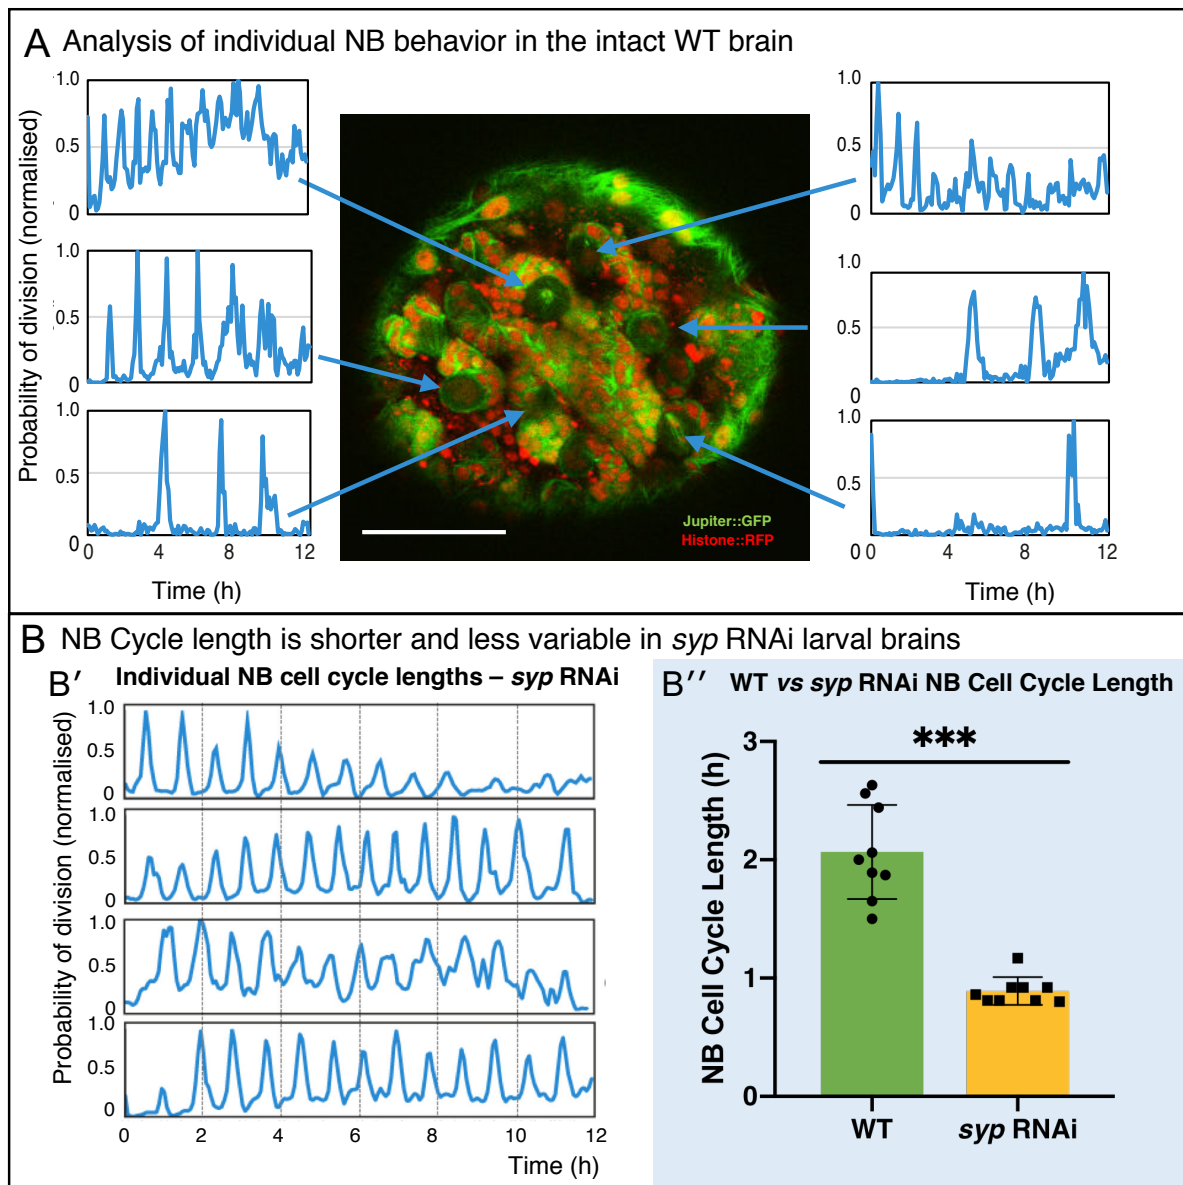 A Analysis of individual NB behavior in the intact WT brain
Probability of division (normalised)
1.0
0.5
0
1.0
0.5
0
1.0
0.5
0
0 4 8 12
Time (h)
Jupiter::GFP
Histone::RFP
1.0
0.5
0
1.0
0.5
0
1.0
0.5
0
0 4 8 12
Time (h)
B NB Cycle length is shorter and less variable in syp RNAi larval brains
B′ Individual NB cell cycle lengths – syp RNAi
Probability of division (normalised)
1.0
0.5
0
1.0
0.5
0
1.0
0.5
0
1.0
0.5
0
0 2 4 6 8 10 12
Time (h)
B″ WT vs syp RNAi NB Cell Cycle Length
***
NB Cell Cycle Length (h)
3
2
1
0
WT syp RNAi